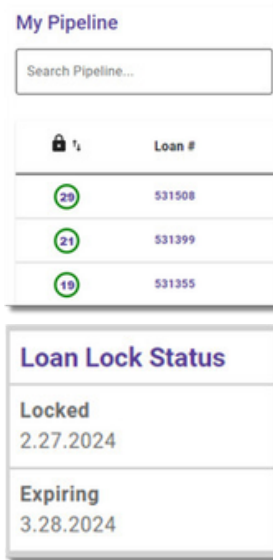 My Pipeline
Search Pipeline...
Loan #
29 531508
21 531399
19 531355
Loan Lock Status
Locked
2.27.2024
Expiring
3.28.2024